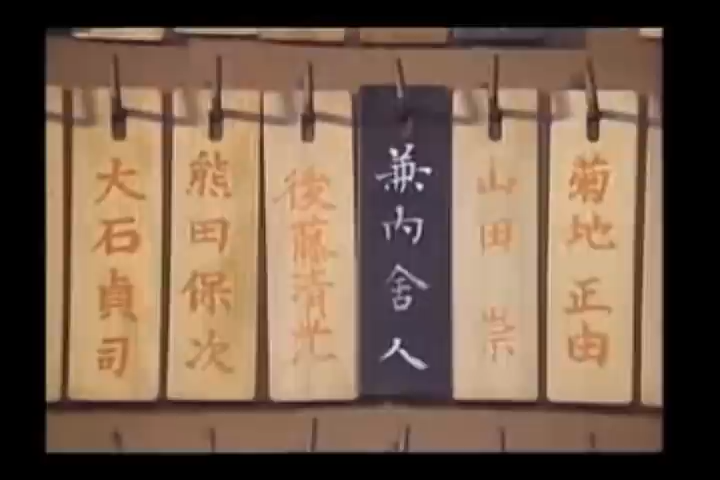 菊地正由
山田 崇
兼内舎人
後藤清光
熊田保次
大石貞司